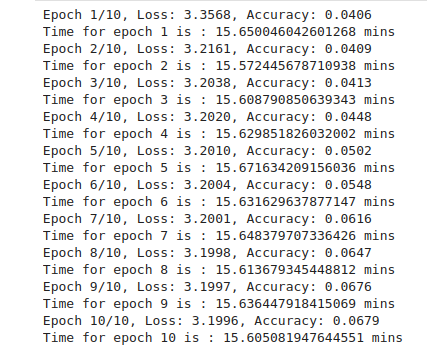 Epoch 1/10, Loss: 3.3568, Accuracy: 0.0406
Time for epoch 1 is : 15.650046042601268 mins
Epoch 2/10, Loss: 3.2161, Accuracy: 0.0409
Time for epoch 2 is : 15.572445678710938 mins
Epoch 3/10, Loss: 3.2038, Accuracy: 0.0413
Time for epoch 3 is : 15.608790850639343 mins
Epoch 4/10, Loss: 3.2020, Accuracy: 0.0448
Time for epoch 4 is : 15.629851826032002 mins
Epoch 5/10, Loss: 3.2010, Accuracy: 0.0502
Time for epoch 5 is : 15.671634209156036 mins
Epoch 6/10, Loss: 3.2004, Accuracy: 0.0548
Time for epoch 6 is : 15.631629637877147 mins
Epoch 7/10, Loss: 3.2001, Accuracy: 0.0616
Time for epoch 7 is : 15.648379707336426 mins
Epoch 8/10, Loss: 3.1998, Accuracy: 0.0647
Time for epoch 8 is : 15.613679345448812 mins
Epoch 9/10, Loss: 3.1997, Accuracy: 0.0676
Time for epoch 9 is : 15.636447918415069 mins
Epoch 10/10, Loss: 3.1996, Accuracy: 0.0679
Time for epoch 10 is : 15.605081947644551 mins